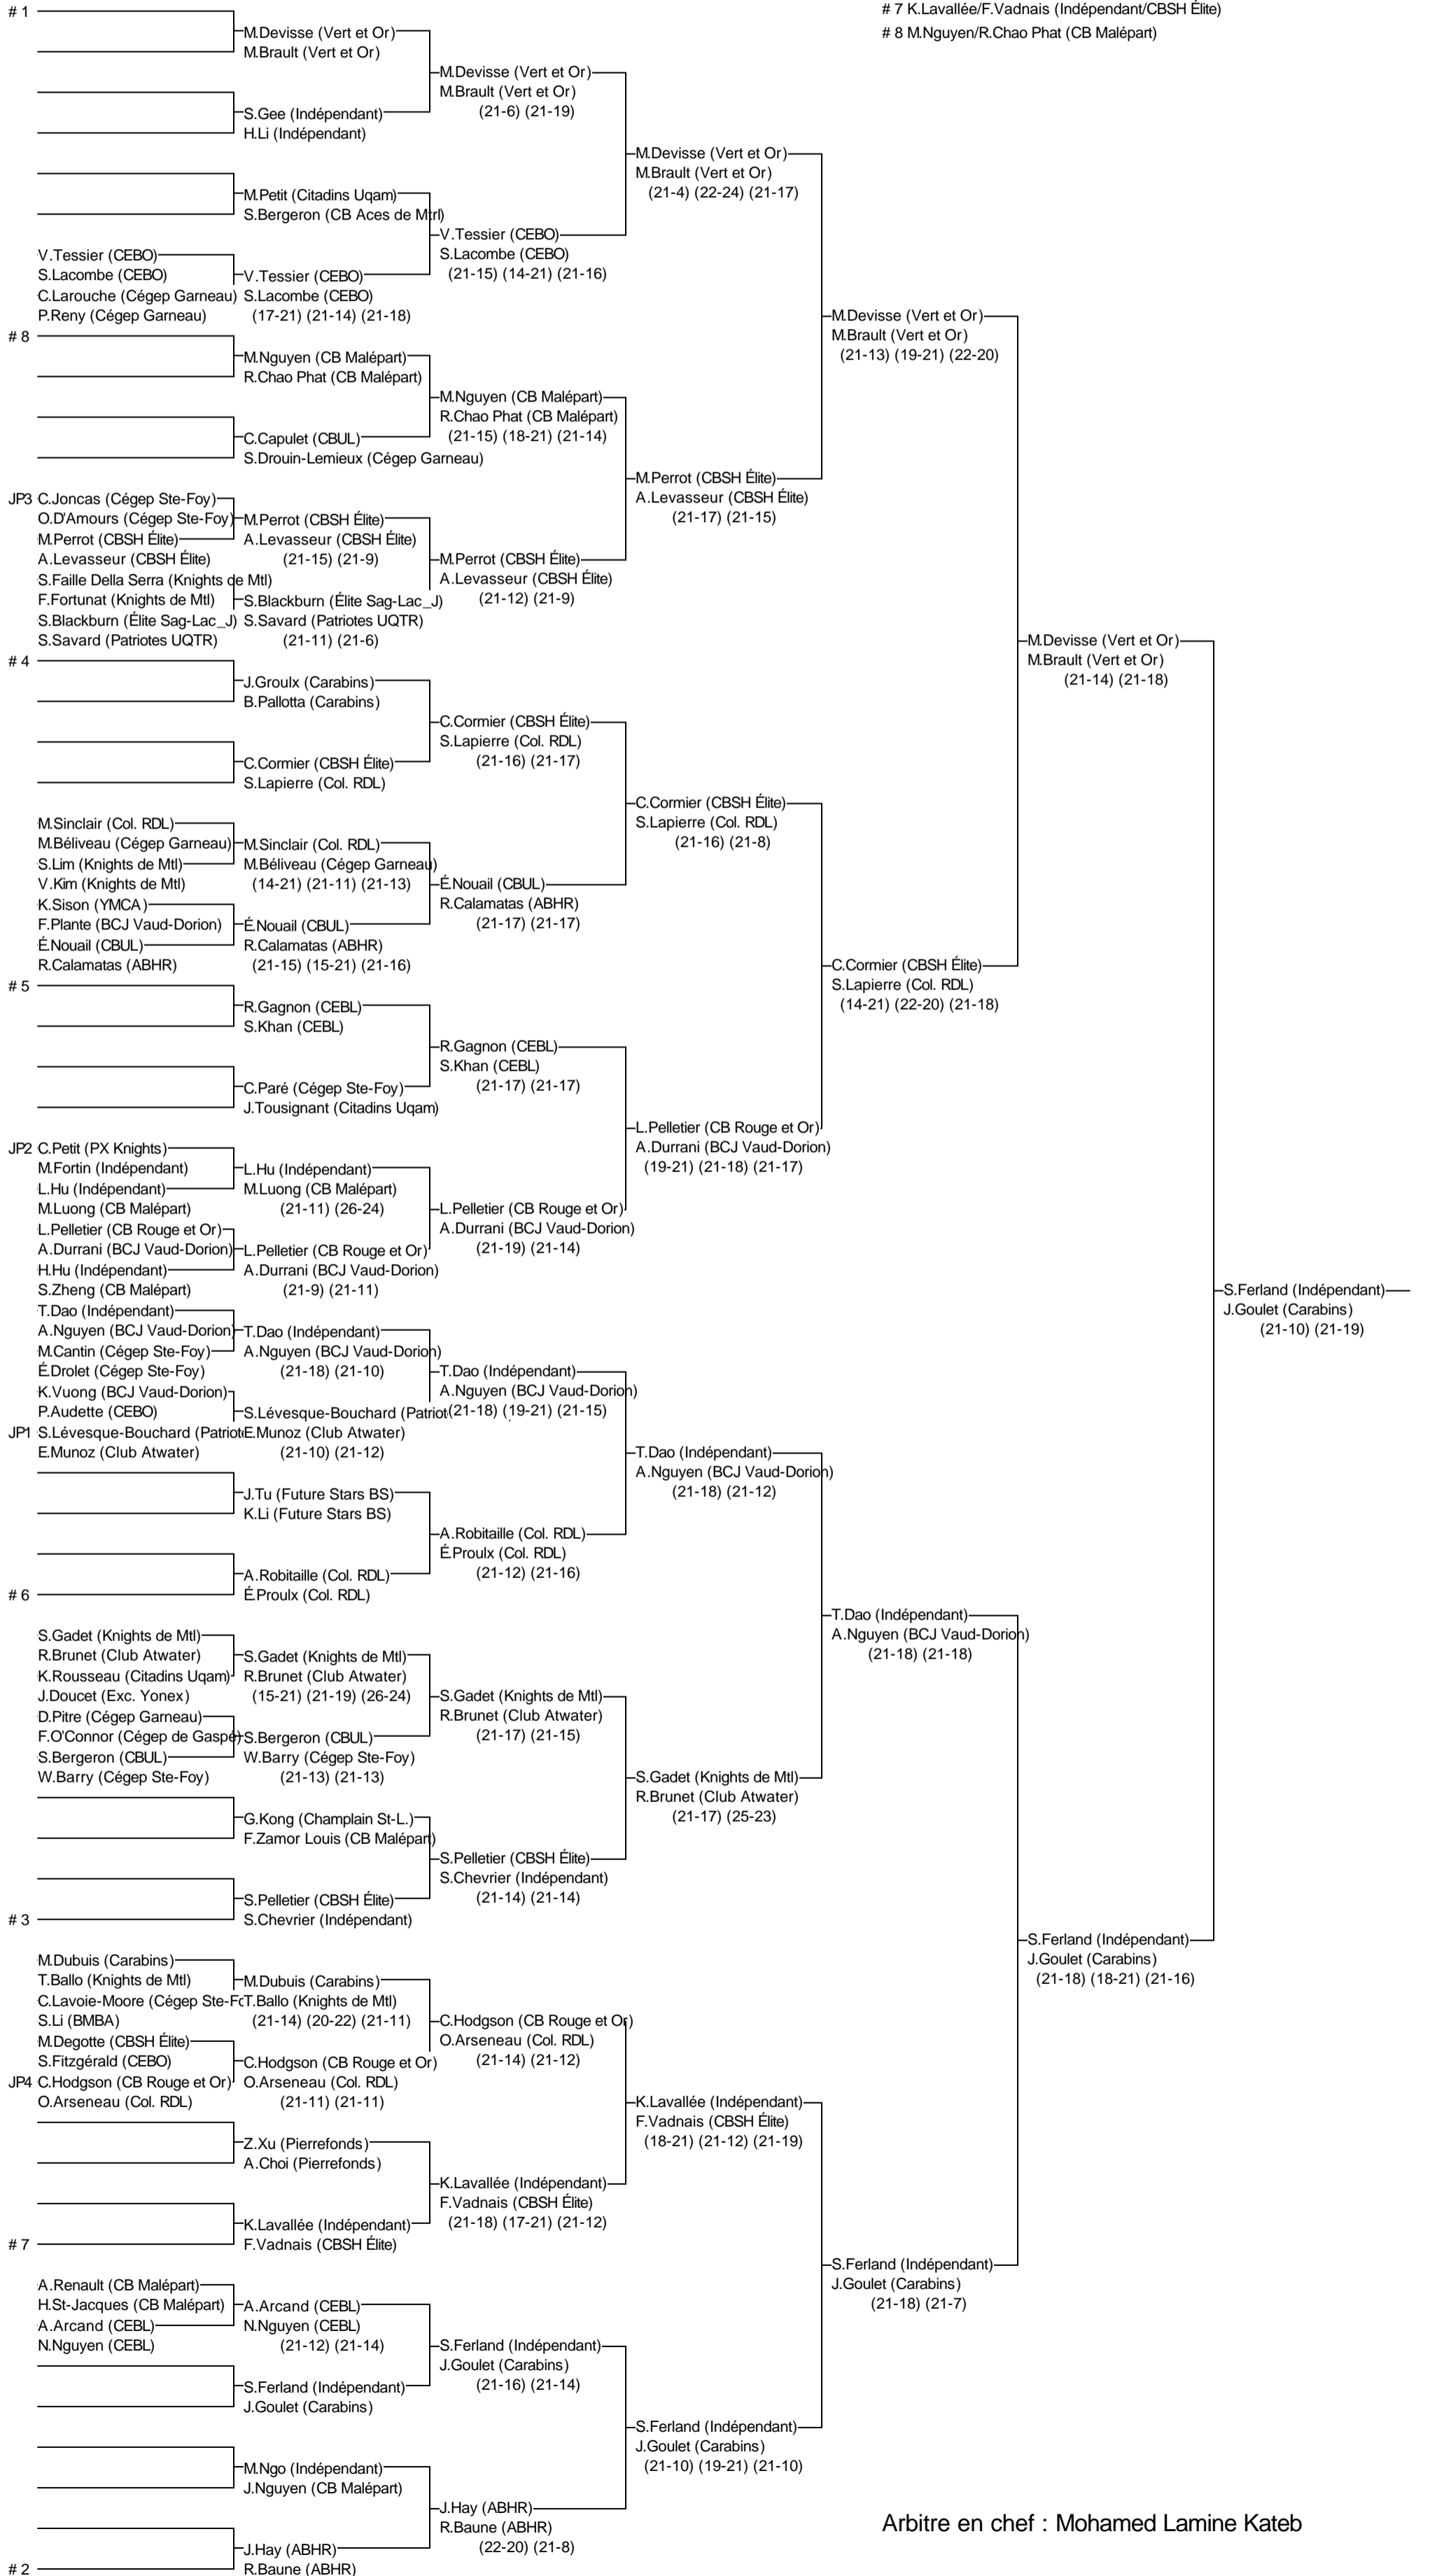 # 7 K.Lavallée/F.Vadnais (Indépendant/CBSH Élite)
# 8 M.Nguyen/R.Chao Phat (CB Malépart)
# 1
# 8
JP3
# 4
# 5
JP2
JP1
# 6
# 3
JP4
# 7
# 2
V.Tessier (CEBO)
S.Lacombe (CEBO)
C.Larouche (Cégep Garneau)
P.Reny (Cégep Garneau)
C.Joncas (Cégep Ste-Foy)
O.D'Amours (Cégep Ste-Foy)
M.Perrot (CBSH Élite)
A.Levasseur (CBSH Élite)
S.Faille Della Serra (Knights de Mtl)
F.Fortunat (Knights de Mtl)
S.Blackburn (Élite Sag-Lac_J)
S.Savard (Patriotes UQTR)
M.Sinclair (Col. RDL)
M.Béliveau (Cégep Garneau)
S.Lim (Knights de Mtl)
V.Kim (Knights de Mtl)
K.Sison (YMCA)
F.Plante (BCJ Vaud-Dorion)
É.Nouail (CBUL)
R.Calamatas (ABHR)
C.Petit (PX Knights)
M.Fortin (Indépendant)
L.Hu (Indépendant)
M.Luong (CB Malépart)
L.Pelletier (CB Rouge et Or)
A.Durrani (BCJ Vaud-Dorion)
H.Hu (Indépendant)
S.Zheng (CB Malépart)
T.Dao (Indépendant)
A.Nguyen (BCJ Vaud-Dorion)
M.Cantin (Cégep Ste-Foy)
É.Drolet (Cégep Ste-Foy)
K.Vuong (BCJ Vaud-Dorion)
P.Audette (CEBO)
S.Lévesque-Bouchard (Patriote
E.Munoz (Club Atwater)
S.Gadet (Knights de Mtl)
R.Brunet (Club Atwater)
K.Rousseau (Citadins Uqam)
J.Doucet (Exc. Yonex)
D.Pitre (Cégep Garneau)
F.O'Connor (Cégep de Gaspé)
S.Bergeron (CBUL)
W.Barry (Cégep Ste-Foy)
M.Dubuis (Carabins)
T.Ballo (Knights de Mtl)
C.Lavoie-Moore (Cégep Ste-Fo
S.Li (BMBA)
M.Degotte (CBSH Élite)
S.Fitzgérald (CEBO)
C.Hodgson (CB Rouge et Or)
O.Arseneau (Col. RDL)
A.Renault (CB Malépart)
H.St-Jacques (CB Malépart)
A.Arcand (CEBL)
N.Nguyen (CEBL)
M.Devisse (Vert et Or)
M.Brault (Vert et Or)
S.Gee (Indépendant)
H.Li (Indépendant)
M.Petit (Citadins Uqam)
S.Bergeron (CB Aces de Mtrl)
V.Tessier (CEBO)
S.Lacombe (CEBO)
(17-21) (21-14) (21-18)
M.Nguyen (CB Malépart)
R.Chao Phat (CB Malépart)
C.Capulet (CBUL)
S.Drouin-Lemieux (Cégep Garneau)
M.Perrot (CBSH Élite)
A.Levasseur (CBSH Élite)
(21-15) (21-9)
S.Blackburn (Élite Sag-Lac_J)
S.Savard (Patriotes UQTR)
(21-11) (21-6)
J.Groulx (Carabins)
B.Pallotta (Carabins)
C.Cormier (CBSH Élite)
S.Lapierre (Col. RDL)
M.Sinclair (Col. RDL)
M.Béliveau (Cégep Garneau)
(14-21) (21-11) (21-13)
É.Nouail (CBUL)
R.Calamatas (ABHR)
(21-15) (15-21) (21-16)
R.Gagnon (CEBL)
S.Khan (CEBL)
C.Paré (Cégep Ste-Foy)
J.Tousignant (Citadins Uqam)
L.Hu (Indépendant)
M.Luong (CB Malépart)
(21-11) (26-24)
L.Pelletier (CB Rouge et Or)
A.Durrani (BCJ Vaud-Dorion)
(21-9) (21-11)
T.Dao (Indépendant)
A.Nguyen (BCJ Vaud-Dorion)
(21-18) (21-10)
S.Lévesque-Bouchard (Patriot
E.Munoz (Club Atwater)
(21-10) (21-12)
J.Tu (Future Stars BS)
K.Li (Future Stars BS)
A.Robitaille (Col. RDL)
É.Proulx (Col. RDL)
S.Gadet (Knights de Mtl)
R.Brunet (Club Atwater)
(15-21) (21-19) (26-24)
S.Bergeron (CBUL)
W.Barry (Cégep Ste-Foy)
(21-13) (21-13)
G.Kong (Champlain St-L.)
F.Zamor Louis (CB Malépart)
S.Pelletier (CBSH Élite)
S.Chevrier (Indépendant)
M.Dubuis (Carabins)
T.Ballo (Knights de Mtl)
(21-14) (20-22) (21-11)
C.Hodgson (CB Rouge et Or)
O.Arseneau (Col. RDL)
(21-11) (21-11)
Z.Xu (Pierrefonds)
A.Choi (Pierrefonds)
K.Lavallée (Indépendant)
F.Vadnais (CBSH Élite)
A.Arcand (CEBL)
N.Nguyen (CEBL)
(21-12) (21-14)
S.Ferland (Indépendant)
J.Goulet (Carabins)
M.Ngo (Indépendant)
J.Nguyen (CB Malépart)
J.Hay (ABHR)
R.Baune (ABHR)
M.Devisse (Vert et Or)
M.Brault (Vert et Or)
(21-6) (21-19)
V.Tessier (CEBO)
S.Lacombe (CEBO)
(21-15) (14-21) (21-16)
M.Nguyen (CB Malépart)
R.Chao Phat (CB Malépart)
(21-15) (18-21) (21-14)
M.Perrot (CBSH Élite)
A.Levasseur (CBSH Élite)
(21-12) (21-9)
C.Cormier (CBSH Élite)
S.Lapierre (Col. RDL)
(21-16) (21-17)
É.Nouail (CBUL)
R.Calamatas (ABHR)
(21-17) (21-17)
R.Gagnon (CEBL)
S.Khan (CEBL)
(21-17) (21-17)
L.Pelletier (CB Rouge et Or)
A.Durrani (BCJ Vaud-Dorion)
(21-19) (21-14)
T.Dao (Indépendant)
A.Nguyen (BCJ Vaud-Dorion)
(21-18) (19-21) (21-15)
A.Robitaille (Col. RDL)
É.Proulx (Col. RDL)
(21-12) (21-16)
S.Gadet (Knights de Mtl)
R.Brunet (Club Atwater)
(21-17) (21-15)
S.Pelletier (CBSH Élite)
S.Chevrier (Indépendant)
(21-14) (21-14)
C.Hodgson (CB Rouge et Or)
O.Arseneau (Col. RDL)
(21-14) (21-12)
K.Lavallée (Indépendant)
F.Vadnais (CBSH Élite)
(21-18) (17-21) (21-12)
S.Ferland (Indépendant)
J.Goulet (Carabins)
(21-16) (21-14)
J.Hay (ABHR)
R.Baune (ABHR)
(22-20) (21-8)
M.Devisse (Vert et Or)
M.Brault (Vert et Or)
(21-4) (22-24) (21-17)
M.Perrot (CBSH Élite)
A.Levasseur (CBSH Élite)
(21-17) (21-15)
C.Cormier (CBSH Élite)
S.Lapierre (Col. RDL)
(21-16) (21-8)
L.Pelletier (CB Rouge et Or)
A.Durrani (BCJ Vaud-Dorion)
(19-21) (21-18) (21-17)
T.Dao (Indépendant)
A.Nguyen (BCJ Vaud-Dorion)
(21-18) (21-12)
S.Gadet (Knights de Mtl)
R.Brunet (Club Atwater)
(21-17) (25-23)
K.Lavallée (Indépendant)
F.Vadnais (CBSH Élite)
(18-21) (21-12) (21-19)
S.Ferland (Indépendant)
J.Goulet (Carabins)
(21-10) (19-21) (21-10)
M.Devisse (Vert et Or)
M.Brault (Vert et Or)
(21-13) (19-21) (22-20)
C.Cormier (CBSH Élite)
S.Lapierre (Col. RDL)
(14-21) (22-20) (21-18)
T.Dao (Indépendant)
A.Nguyen (BCJ Vaud-Dorion)
(21-18) (21-18)
S.Ferland (Indépendant)
J.Goulet (Carabins)
(21-18) (21-7)
M.Devisse (Vert et Or)
M.Brault (Vert et Or)
(21-14) (21-18)
S.Ferland (Indépendant)
J.Goulet (Carabins)
(21-18) (18-21) (21-16)
S.Ferland (Indépendant)
J.Goulet (Carabins)
(21-10) (21-19)
Arbitre en chef : Mohamed Lamine Kateb